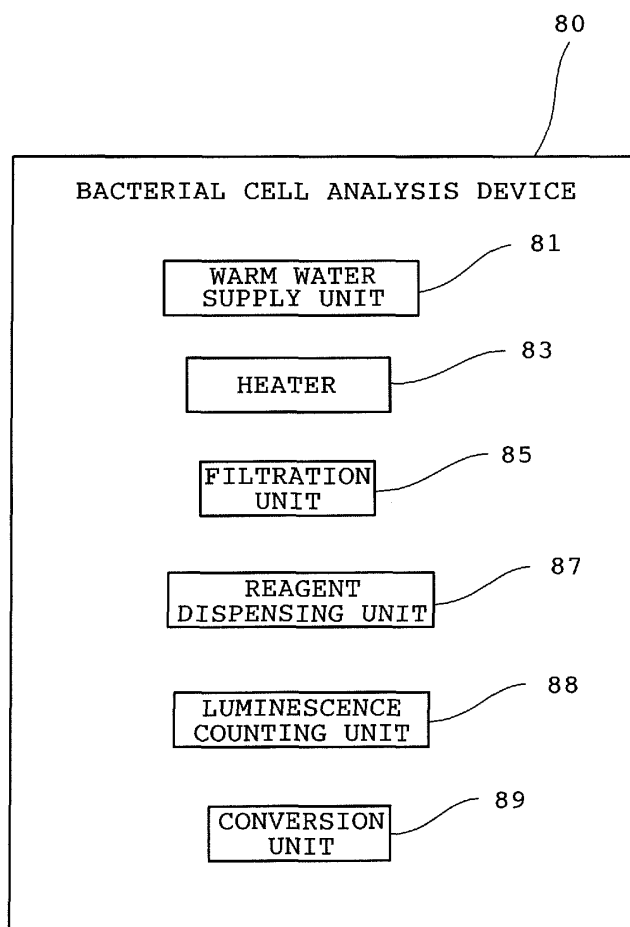 80
BACTERIAL CELL ANALYSIS DEVICE
81
WARM WATER
SUPPLY UNIT
83
HEATER
85
FILTRATION
UNIT
87
REAGENT
DISPENSING UNIT
88
LUMINESCENCE
COUNTING UNIT
89
CONVERSION
UNIT